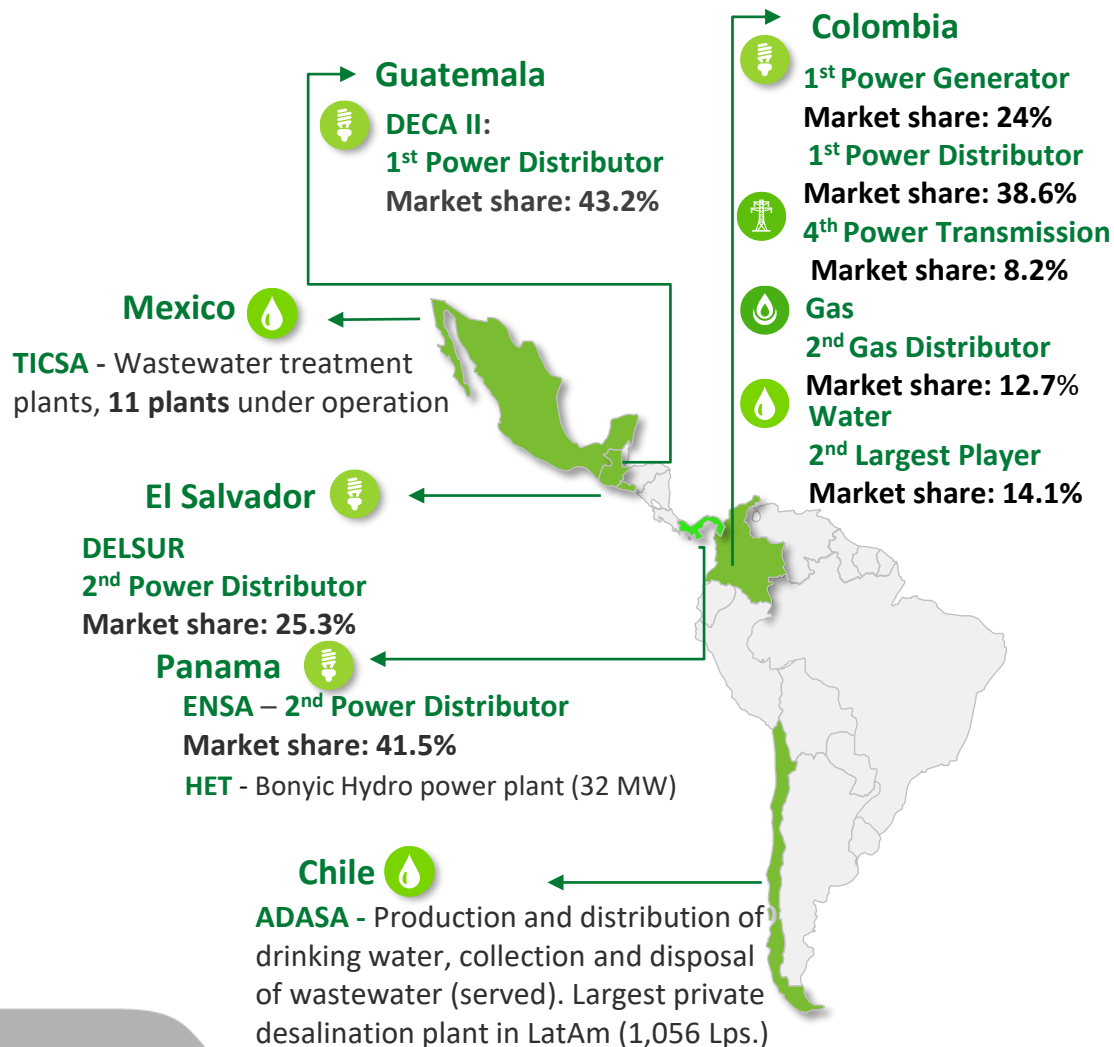 Colombia
1st Power Generator
Market share: 24%
1st Power Distributor
Market share: 38.6%
4th Power Transmission
Market share: 8.2%
Gas
2nd Gas Distributor
Market share: 12.7%
Water
2nd Largest Player
Market share: 14.1%
Guatemala
DECA II:
1st Power Distributor
Market share: 43.2%
Mexico
TICSA - Wastewater treatment
plants, 11 plants under operation
El Salvador
DELSUR
2nd Power Distributor
Market share: 25.3%
Panama
ENSA – 2nd Power Distributor
Market share: 41.5%
HET - Bonyic Hydro power plant (32 MW)
Chile
ADASA - Production and distribution of
drinking water, collection and disposal
of wastewater (served). Largest private
desalination plant in LatAm (1,056 Lps.)